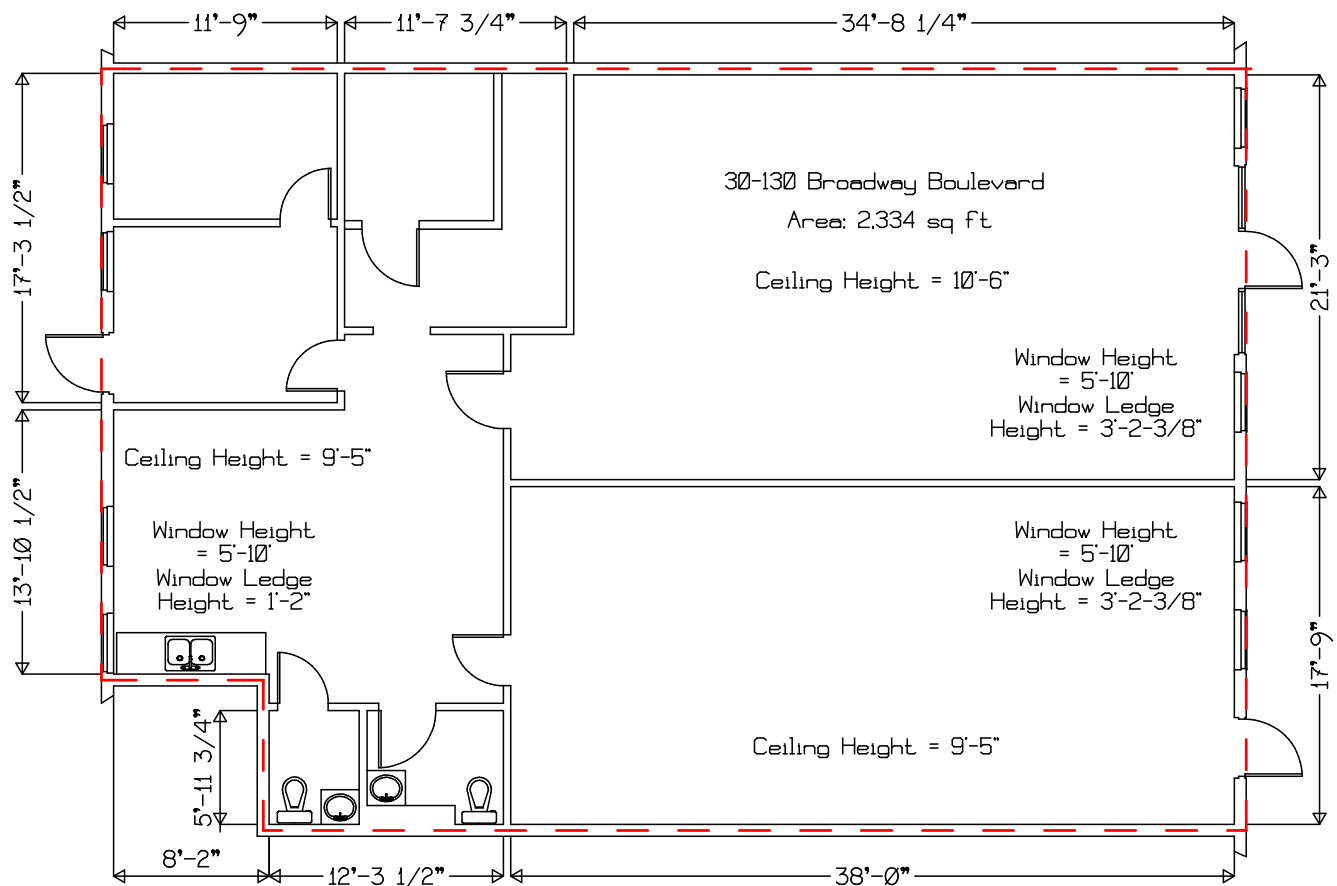 11'-9"
11'-7 3/4"
34'-8 1/4"
17'-3 1/2"
30-130 Broadway Boulevard
Area: 2,334 sq ft
Ceiling Height = 10'-6"
21'-3"
Window Height
= 5'-10'
Window Ledge
Height = 3'-2-3/8"
Ceiling Height = 9'-5"
13'-10 1/2"
Window Height
= 5'-10'
Window Ledge
Height = 1'-2"
Window Height
= 5'-10'
Window Ledge
Height = 3'-2-3/8"
17'-9"
5'-11 3/4"
Ceiling Height = 9'-5"
8'-2"
12'-3 1/2"
38'-0"